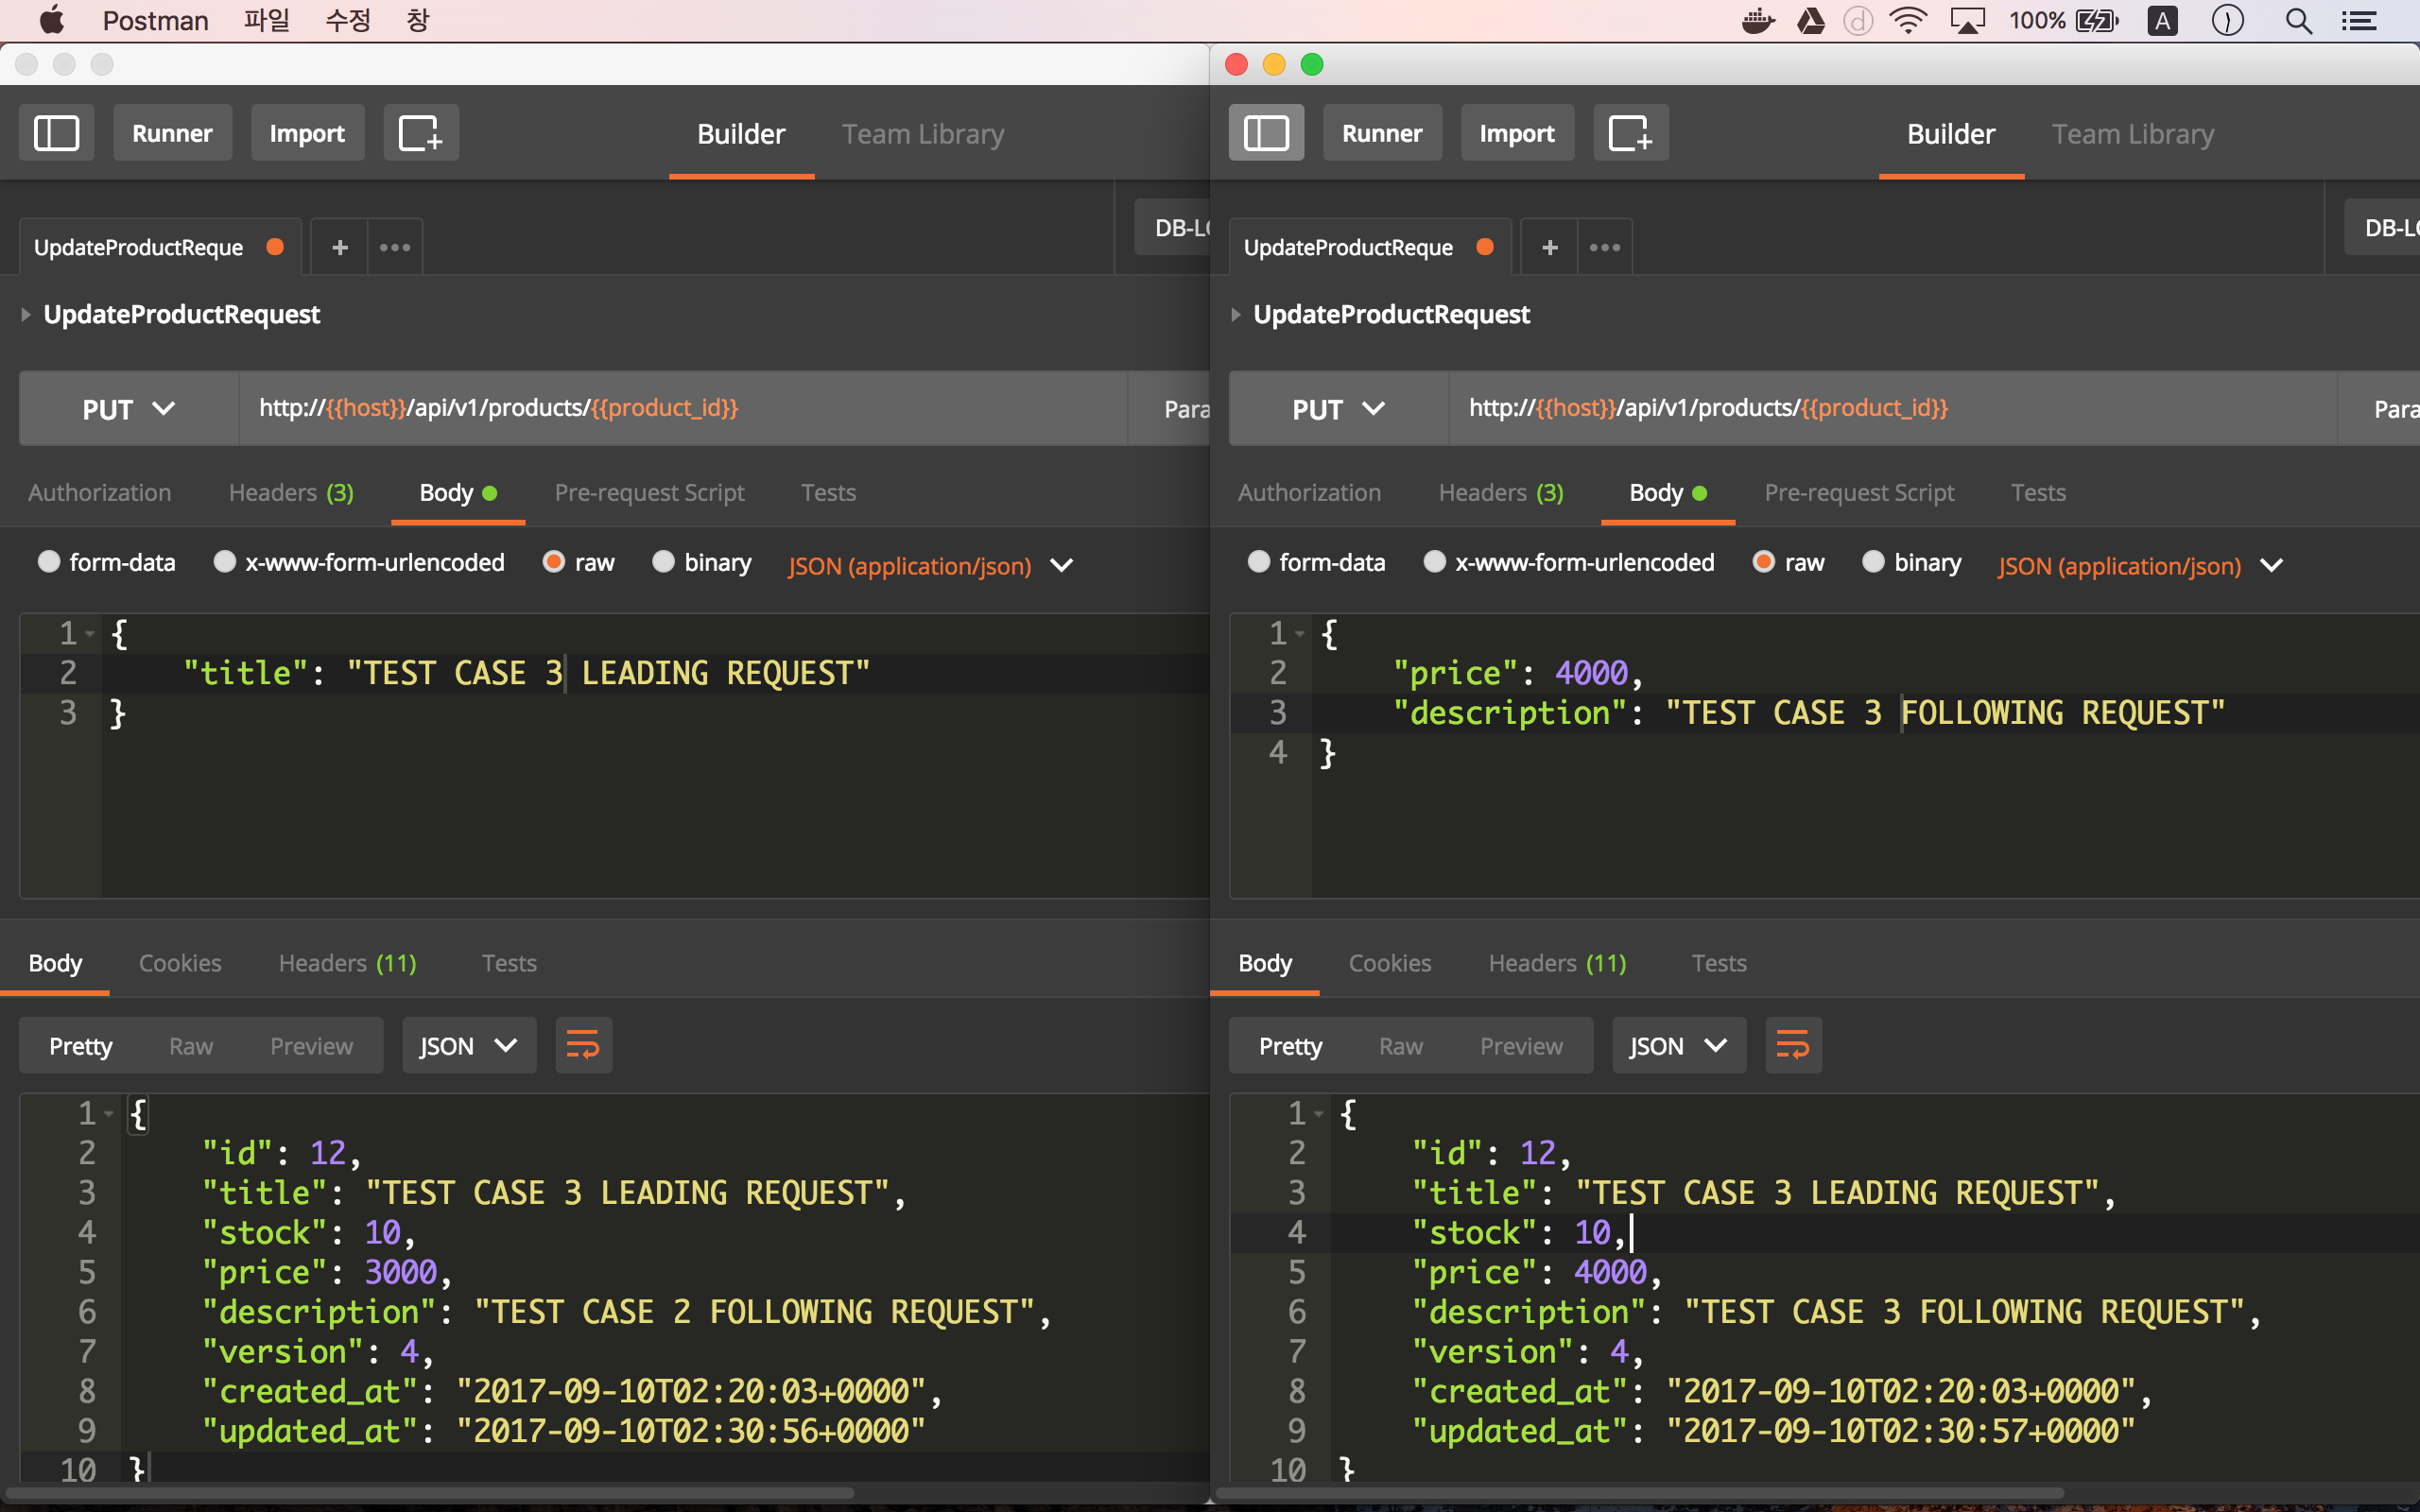 Postman 파일 수정 창 100% A
Runner Import Builder Team Library
UpdateProductReque + ••• DB-LO
UpdateProductRequest
PUT http://{{host}}/api/v1/products/{{product_id}} Para
Authorization Headers (3) Body Pre-request Script Tests
form-data x-www-form-urlencoded raw binary JSON (application/json)
1 {
2 "title": "TEST CASE 3 LEADING REQUEST"
3 }
Body Cookies Headers (11) Tests
Pretty Raw Preview JSON
1 {
2 "id": 12,
3 "title": "TEST CASE 3 LEADING REQUEST",
4 "stock": 10,
5 "price": 3000,
6 "description": "TEST CASE 2 FOLLOWING REQUEST",
7 "version": 4,
8 "created_at": "2017-09-10T02:20:03+0000",
9 "updated_at": "2017-09-10T02:30:56+0000"
10 }
Runner Import Builder Team Library
UpdateProductReque + ••• DB-LO
UpdateProductRequest
PUT http://{{host}}/api/v1/products/{{product_id}} Para
Authorization Headers (3) Body Pre-request Script Tests
form-data x-www-form-urlencoded raw binary JSON (application/json)
1 {
2 "price": 4000,
3 "description": "TEST CASE 3 FOLLOWING REQUEST"
4 }
Body Cookies Headers (11) Tests
Pretty Raw Preview JSON
1 {
2 "id": 12,
3 "title": "TEST CASE 3 LEADING REQUEST",
4 "stock": 10,
5 "price": 4000,
6 "description": "TEST CASE 3 FOLLOWING REQUEST",
7 "version": 4,
8 "created_at": "2017-09-10T02:20:03+0000",
9 "updated_at": "2017-09-10T02:30:57+0000"
10 }